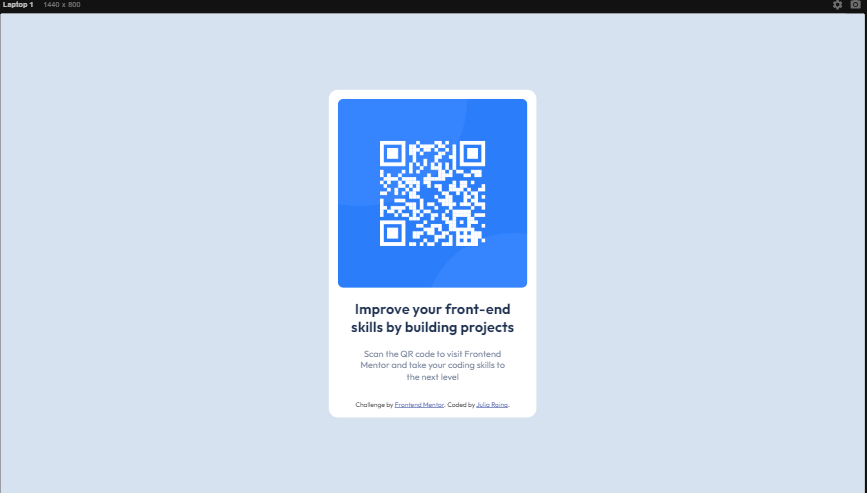 Laptop 1 1440 x 800
Improve your front-end
skills by building projects
Scan the QR code to visit Frontend
Mentor and take your coding skills to
the next level
Challenge by Frontend Mentor. Coded by Julia Raina.